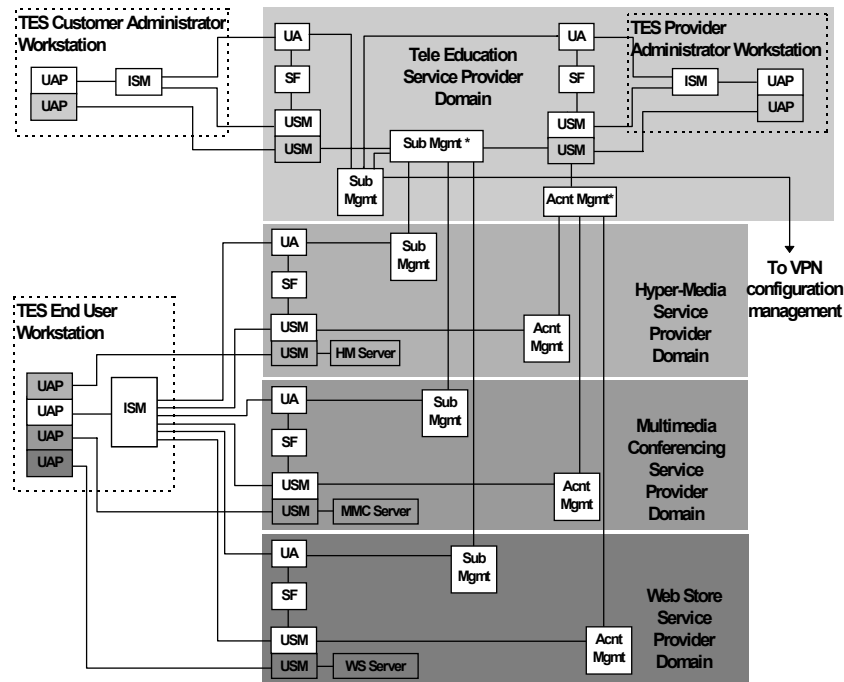 TES Customer Administrator
Workstation
UAP
ISM
UAP
UA
SF
USM
USM
Tele Education
Service Provider
Domain
Sub Mgmt *
Sub
Mgmt
UA
SF
USM
USM
Acnt Mgmt*
TES Provider
Administrator Workstation
ISM
UAP
UAP
To VPN
configuration
management
TES End User
Workstation
UAP
UAP
UAP
UAP
ISM
UA
SF
USM
USM
HM Server
Sub
Mgmt
Acnt
Mgmt
Hyper-Media
Service
Provider
Domain
UA
SF
USM
USM
MMC Server
Sub
Mgmt
Acnt
Mgmt
Multimedia
Conferencing
Service
Provider
Domain
UA
SF
USM
USM
WS Server
Sub
Mgmt
Acnt
Mgmt
Web Store
Service
Provider
Domain